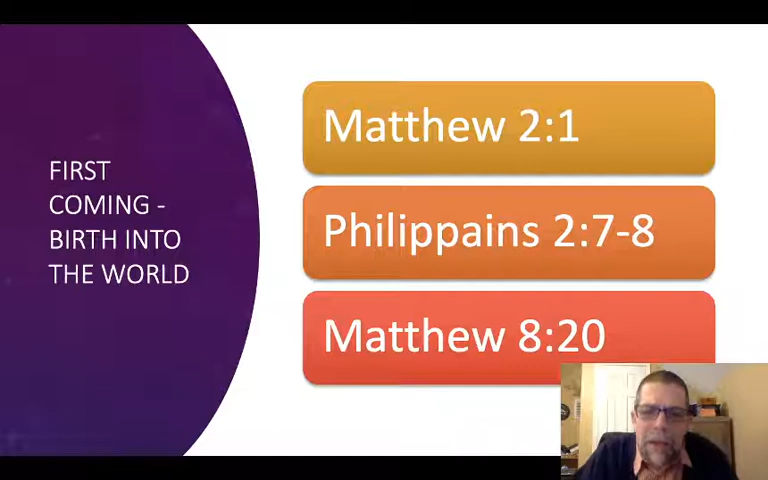 FIRST
COMING -
BIRTH INTO
THE WORLD
Matthew 2:1
Philippains 2:7-8
Matthew 8:20